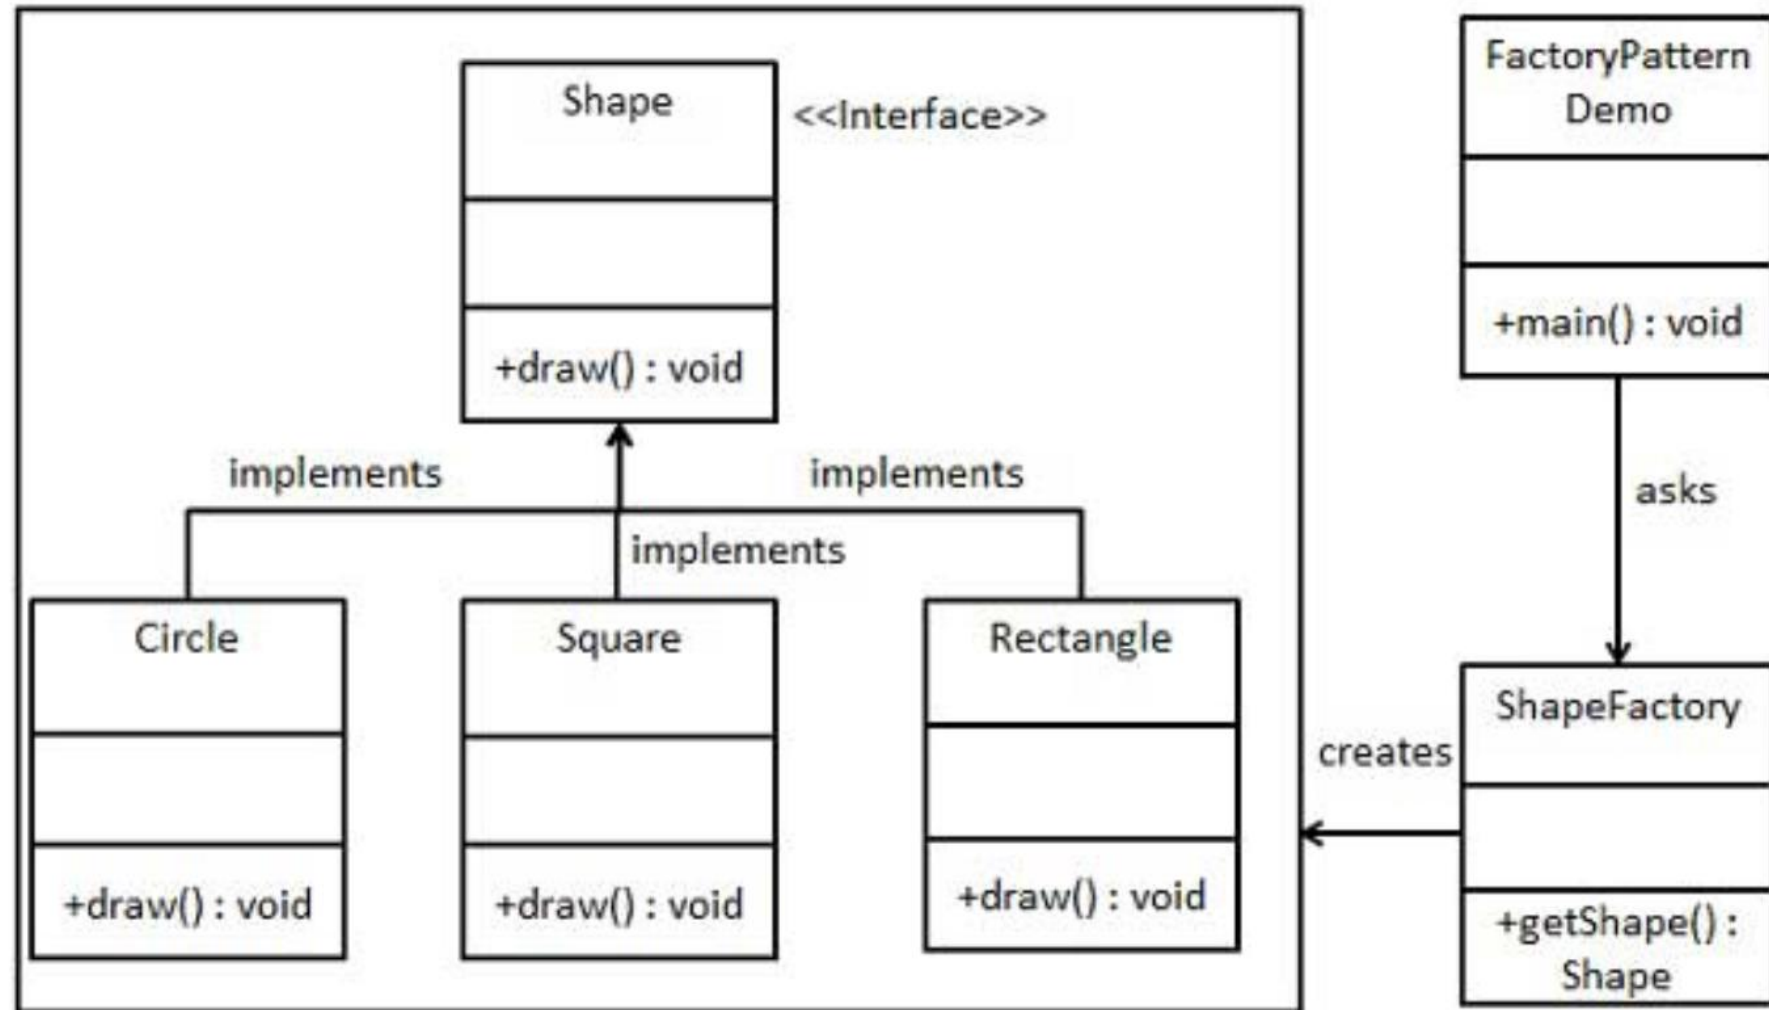 Shape
<<Interface>>
+draw() : void
implements
implements
implements
Circle
+draw() : void
Square
+draw() : void
Rectangle
+draw() : void
FactoryPattern
Demo
+main() : void
asks
ShapeFactory
creates
+getShape() :
Shape